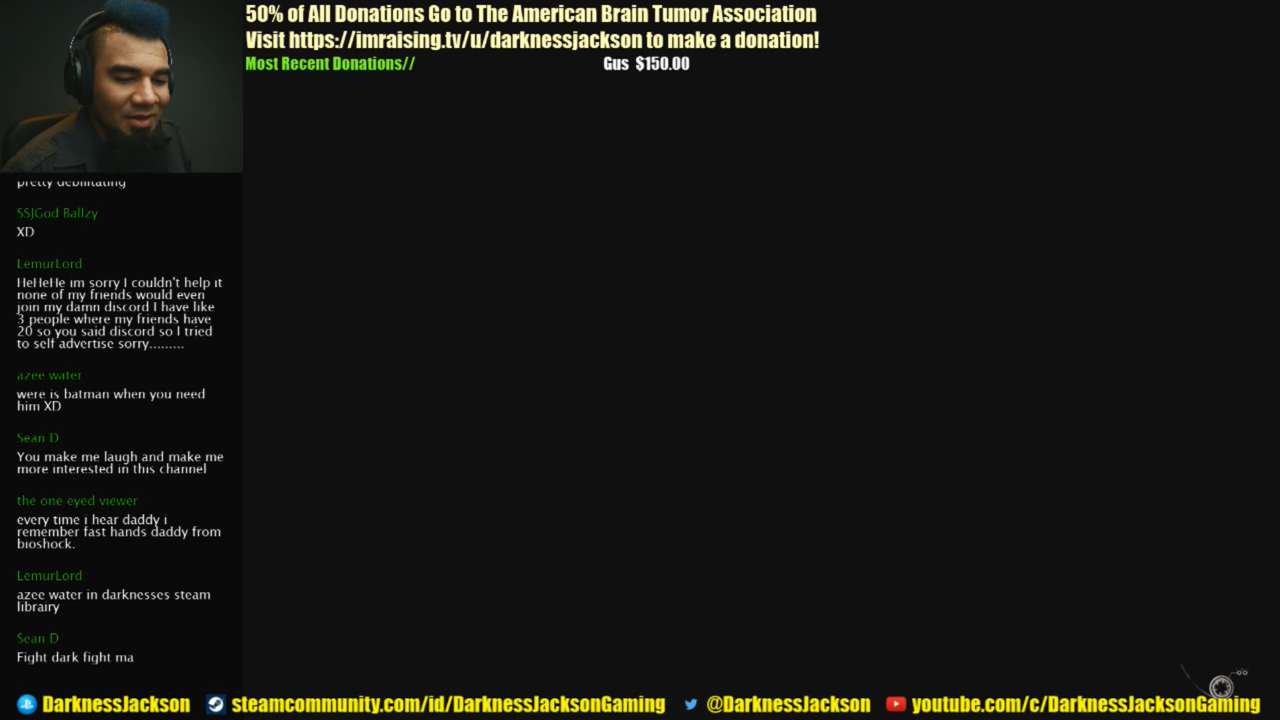 50% of All Donations Go to The American Brain Tumor Association
Visit https://imraising.tv/u/darknessjackson to make a donation!
Most Recent Donations// Gus $150.00
pretty debilitating
SSJGod Ballzy
XD
LemurLord
HeHeHe im sorry I couldn't help it
none of my friends would even
join my damn discord I have like
3 people where my friends have
20 so you said discord so I tried
to self advertise sorry.........
azee water
were is batman when you need
him XD
Sean D
You make me laugh and make me
more interested in this channel
the one eyed viewer
every time i hear daddy i
remember fast hands daddy from
bioshock.
LemurLord
azee water in darknesses steam
librairy
Sean D
Fight dark fight ma
DarknessJackson steamcommunity.com/id/DarknessJacksonGaming @DarknessJackson youtube.com/c/DarknessJacksonGaming